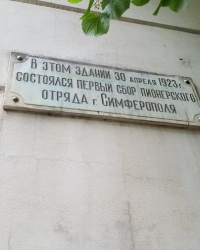 В ЭТОМ ЗДАНИИ 30 АПРЕЛЯ 1923 г.
СОСТОЯЛСЯ ПЕРВЫЙ СБОР ПИОНЕРСКОГО
ОТРЯДА г. СИМФЕРОПОЛЯ